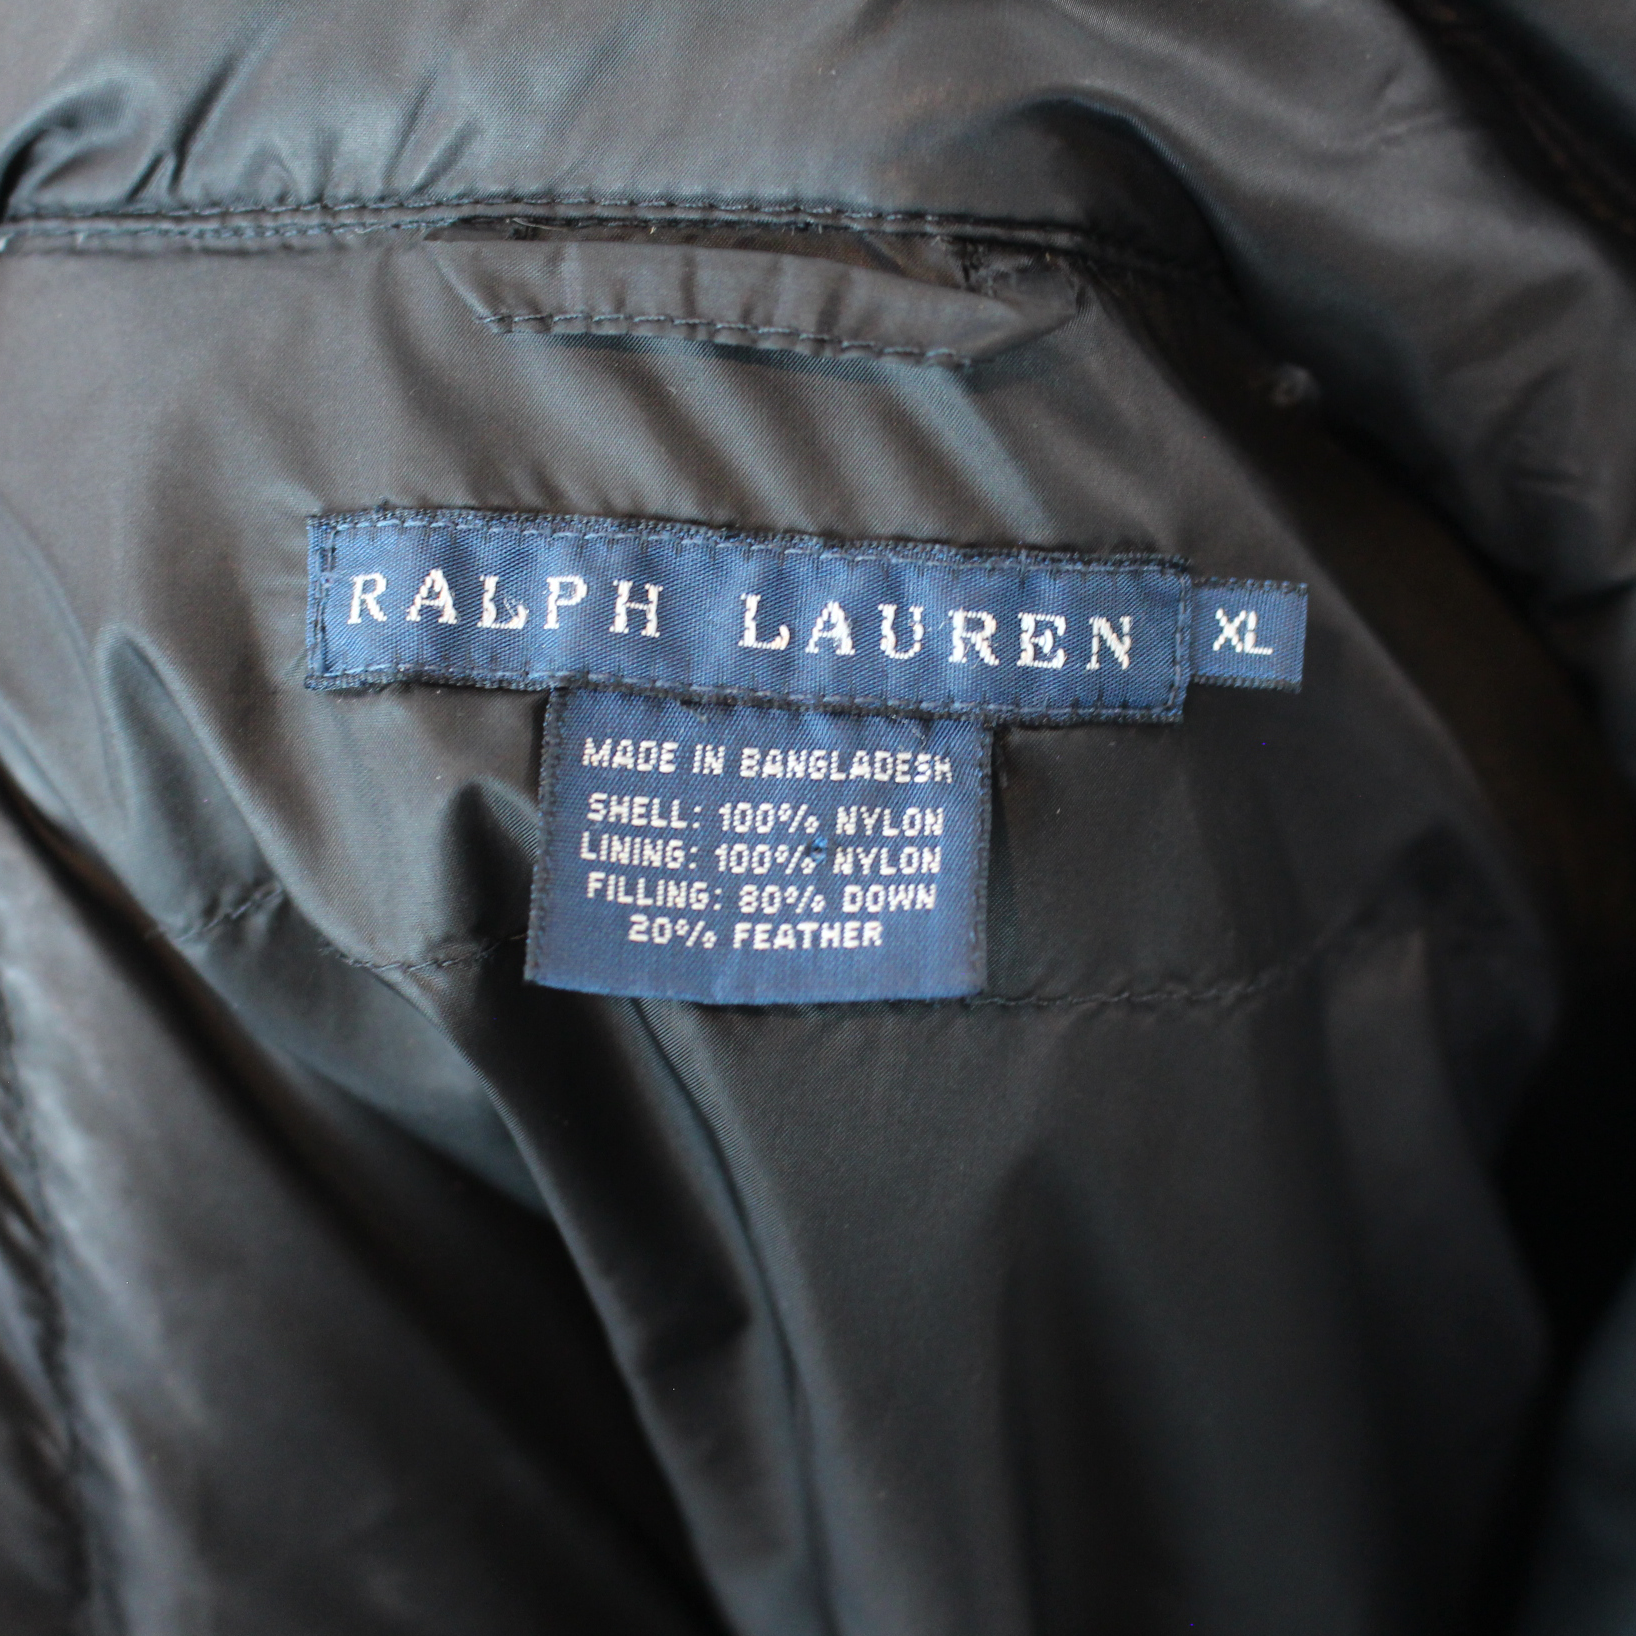 RALPH LAUREN
XL
MADE IN BANGLADESH
SHELL: 100% NYLON
LINING: 100% NYLON
FILLING: 80% DOWN
20% FEATHER